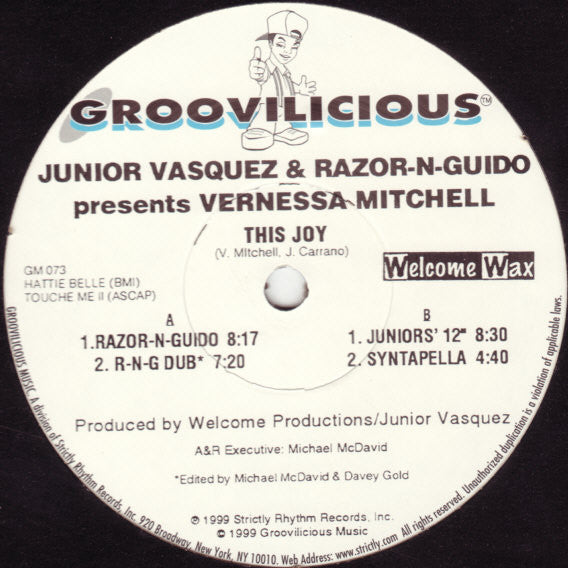 GROOVILICIOUS™
JUNIOR VASQUEZ & RAZOR-N-GUIDO
presents VERNESSA MITCHELL
THIS JOY
(V. MItchell, J. Carrano)
GM 073
HATTIE BELLE (BMI)
TOUCHE ME II (ASCAP)
Welcome Wax
A
1.RAZOR-N-GUIDO 8:17
2. R-N-G DUB* 7:20
B
1. JUNIORS' 12" 8:30
2. SYNTAPELLA 4:40
Produced by Welcome Productions/Junior Vasquez
A&R Executive: Michael McDavid
*Edited by Michael McDavid & Davey Gold
℗ 1999 Strictly Rhythm Records, Inc.
© 1999 Groovilicious Music
GROOVILICIOUS MUSIC. A division of Strictly Rhythm Records, Inc. 920 Broadway, New York, NY, 10010. Web Address: www.strictly.com All rights reserved. Unauthorized duplication is a violation of applicable laws.